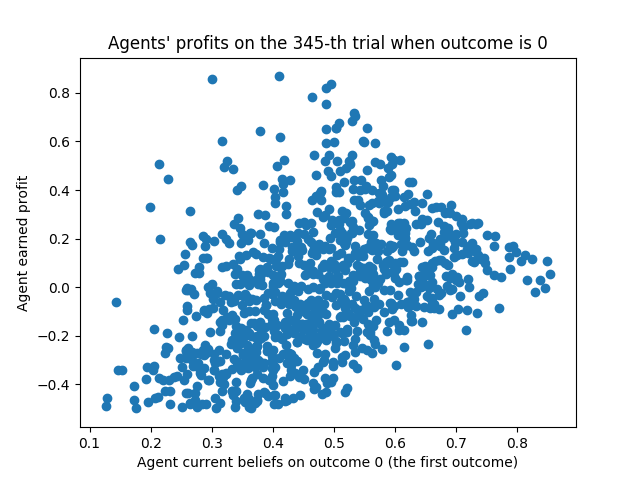 Agents' profits on the 345-th trial when outcome is 0
Agent earned profit
0.8
0.6
0.4
0.2
0.0
−0.2
−0.4
0.1 0.2 0.3 0.4 0.5 0.6 0.7 0.8
Agent current beliefs on outcome 0 (the first outcome)